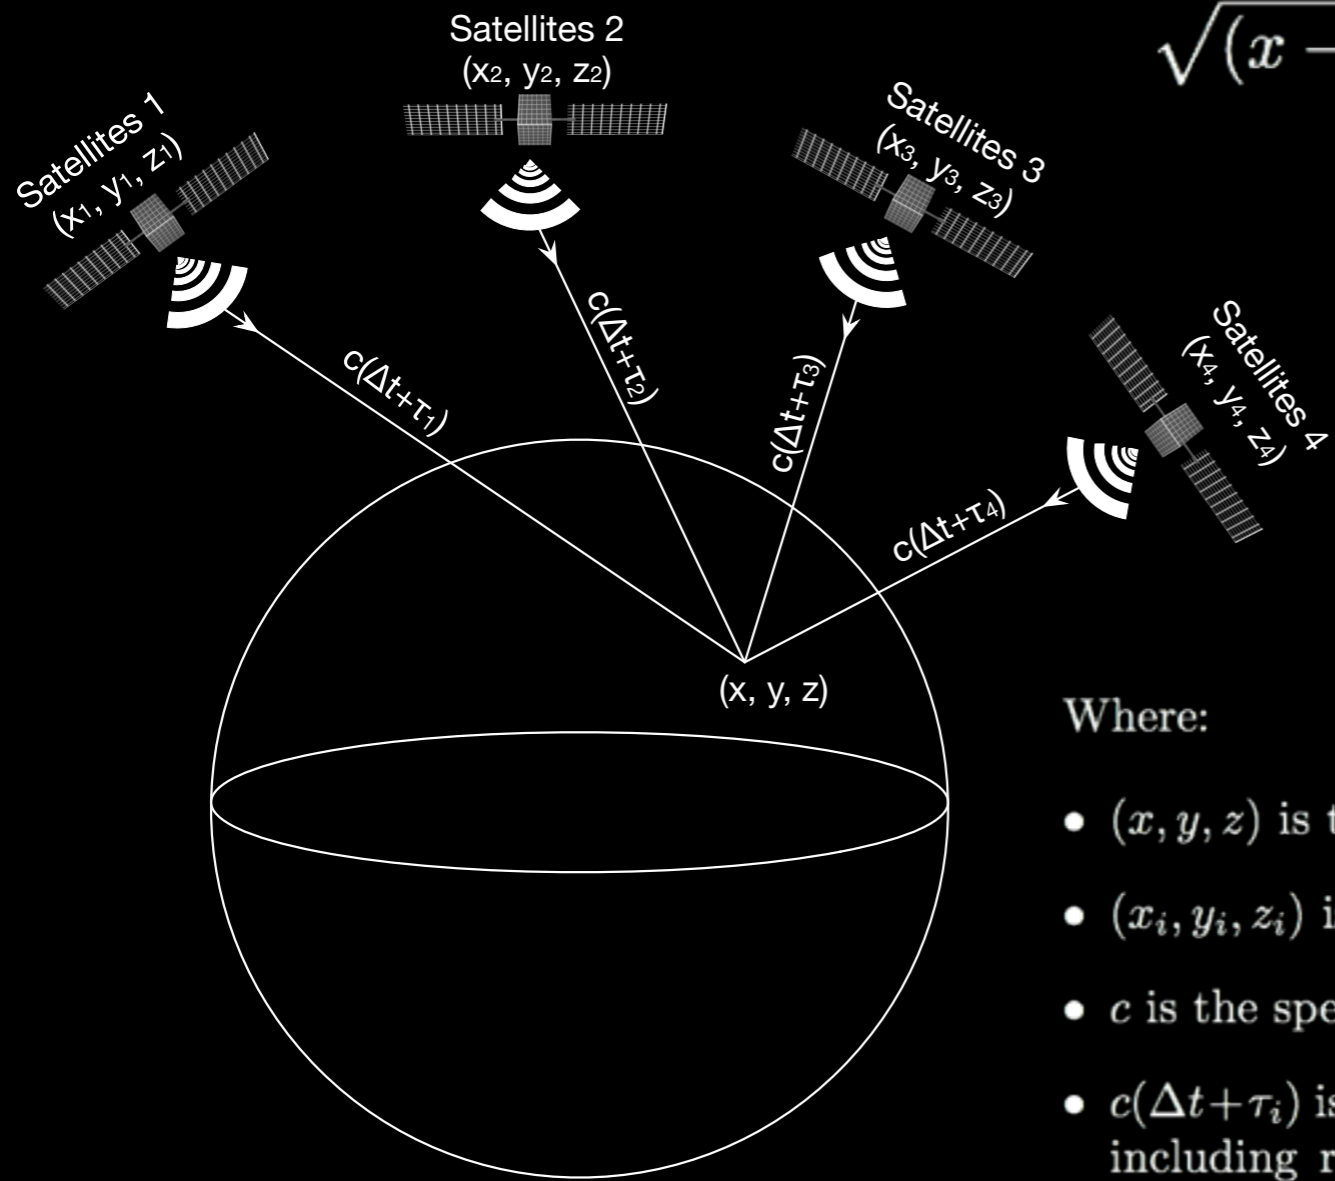 Satellites 1
(x₁, y₁, z₁)
Satellites 2
(x₂, y₂, z₂)
Satellites 3
(x₃, y₃, z₃)
Satellites 4
(x₄, y₄, z₄)
√(x −
c(Δt+τ₁)
c(Δt+τ₂)
c(Δt+τ₃)
c(Δt+τ₄)
(x, y, z)
Where:
• (x, y, z) is
• (xᵢ, yᵢ, zᵢ)
• c is the
• c(Δt+τᵢ)
including